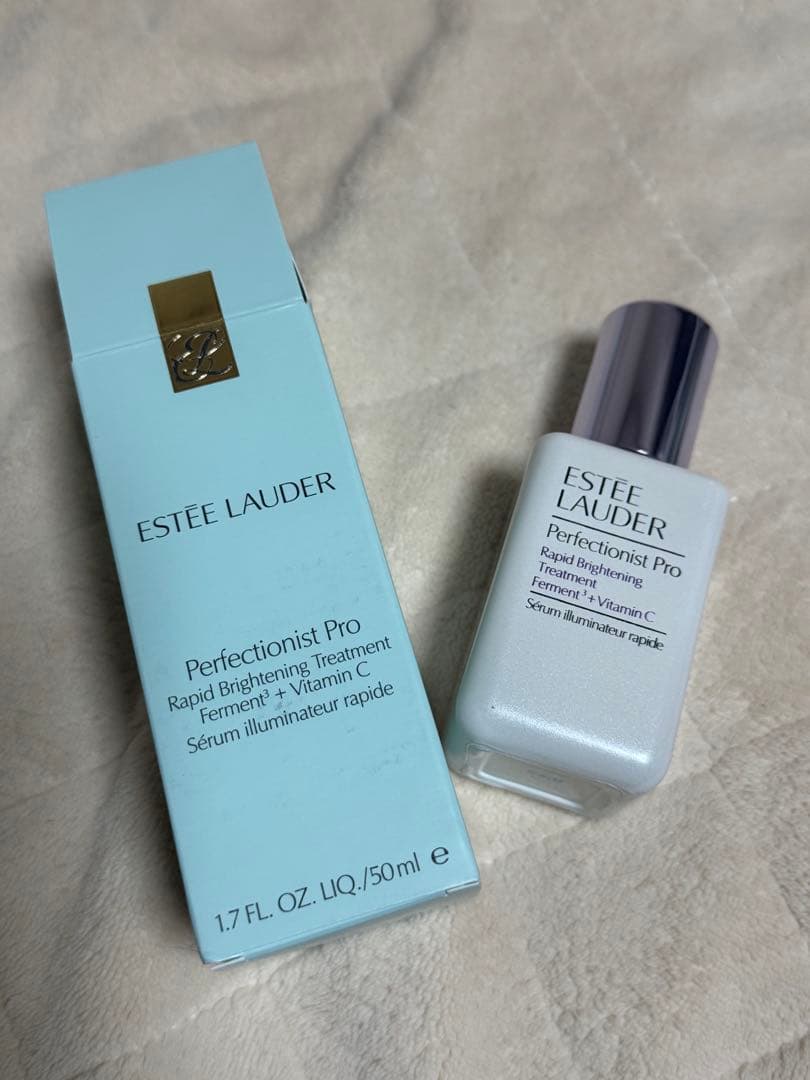 EL
ESTĒE LAUDER
Perfectionist Pro
Rapid Brightening Treatment
Ferment³ + Vitamin C
Sérum illuminateur rapide
1.7 FL. OZ. LIQ./50ml ℮
ESTĒE
LAUDER
Perfectionist Pro
Rapid Brightening
Treatment
Ferment³ + Vitamin C
Sérum illuminateur rapide